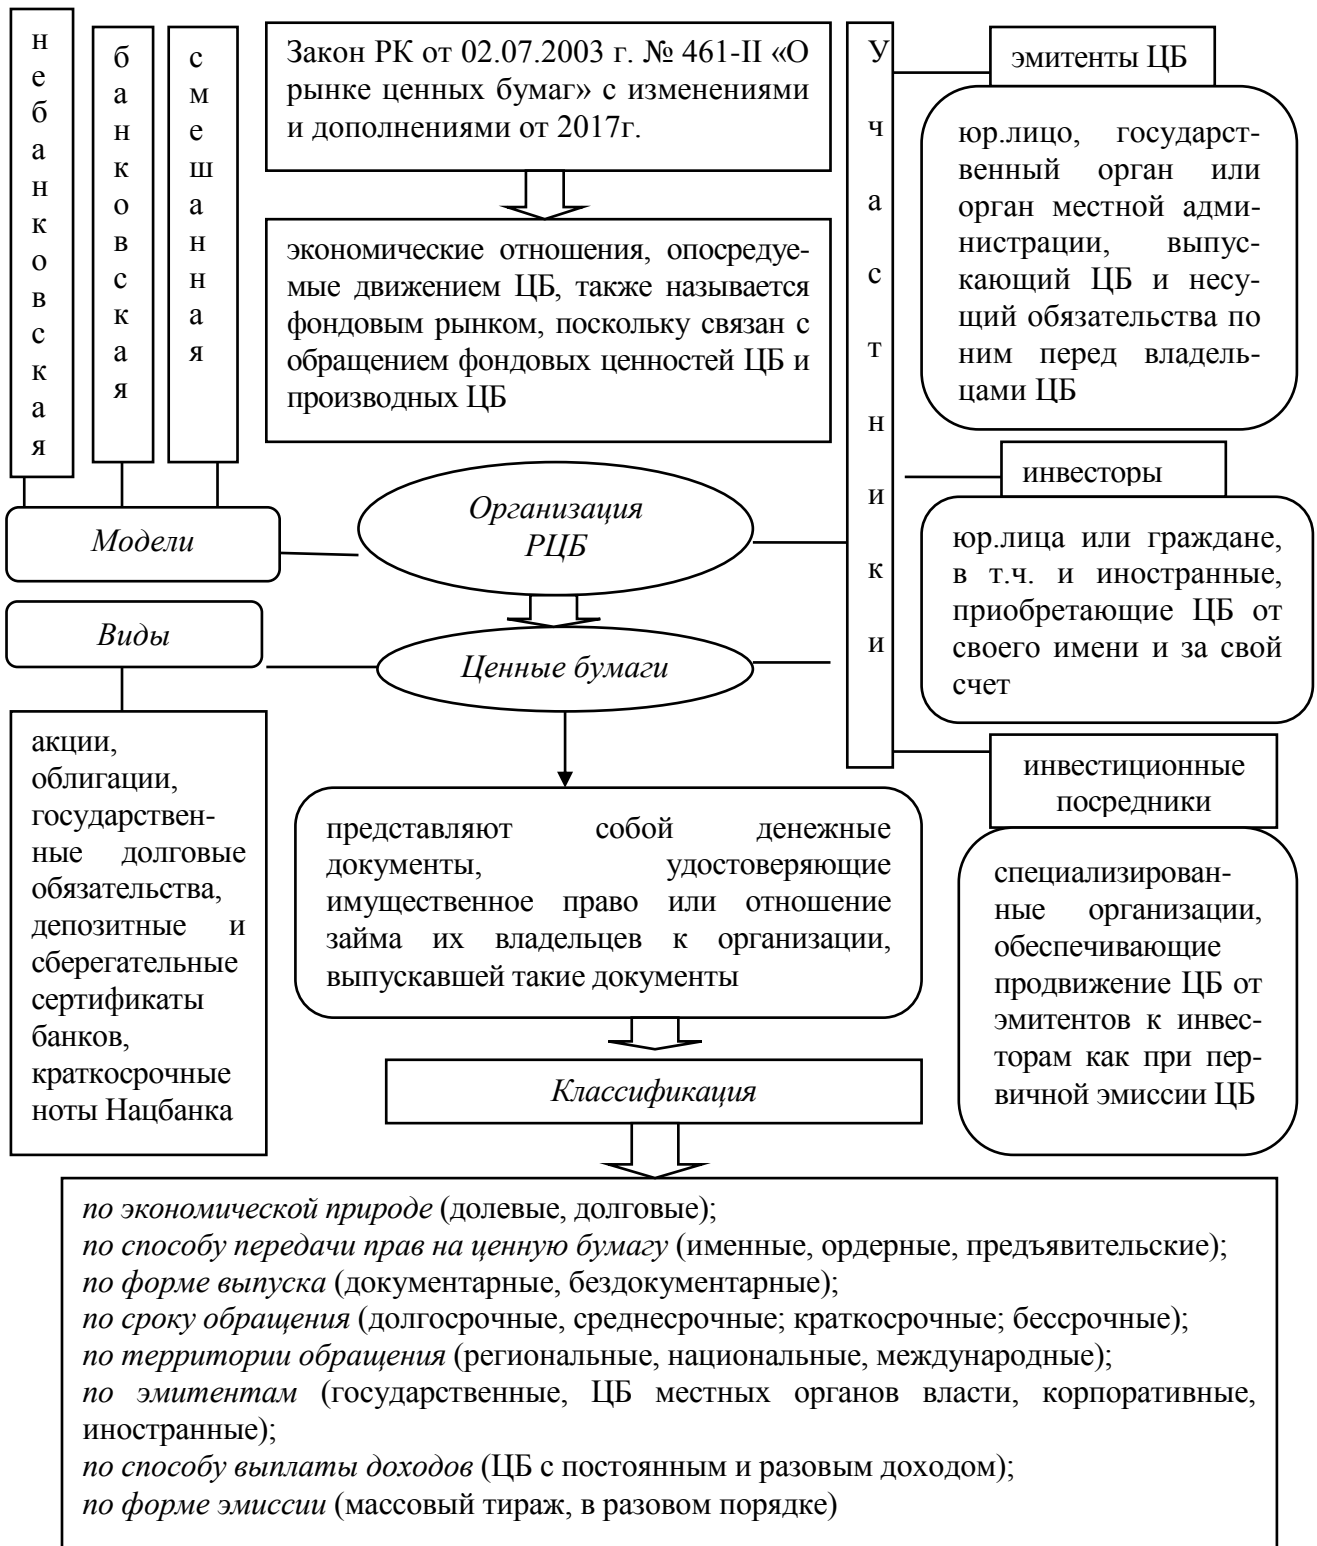 небанковская
банковская
смешанная
Закон РК от 02.07.2003 г. № 461-II «О
рынке ценных бумаг» с изменениями
и дополнениями от 2017г.
экономические отношения, опосредуе-
мые движением ЦБ, также называется
фондовым рынком, поскольку связан с
обращением фондовых ценностей ЦБ и
производных ЦБ
Участники
эмитенты ЦБ
юр.лицо, государст-
венный орган или
орган местной адми-
нистрации, выпус-
кающий ЦБ и несу-
щий обязательства по
ним перед владель-
цами ЦБ
инвесторы
юр.лица или граждане,
в т.ч. и иностранные,
приобретающие ЦБ от
своего имени и за свой
счет
инвестиционные
посредники
специализирован-
ные организации,
обеспечивающие
продвижение ЦБ от
эмитентов к инвес-
торам как при пер-
вичной эмиссии ЦБ
Модели
Организация
РЦБ
Виды
Ценные бумаги
акции,
облигации,
государствен-
ные долговые
обязательства,
депозитные и
сберегательные
сертификаты
банков,
краткосрочные
ноты Нацбанка
представляют собой денежные
документы, удостоверяющие
имущественное право или отношение
займа их владельцев к организации,
выпускавшей такие документы
Классификация
по экономической природе (долевые, долговые);
по способу передачи прав на ценную бумагу (именные, ордерные, предъявительские);
по форме выпуска (документарные, бездокументарные);
по сроку обращения (долгосрочные, среднесрочные; краткосрочные; бессрочные);
по территории обращения (региональные, национальные, международные);
по эмитентам (государственные, ЦБ местных органов власти, корпоративные,
иностранные);
по способу выплаты доходов (ЦБ с постоянным и разовым доходом);
по форме эмиссии (массовый тираж, в разовом порядке)